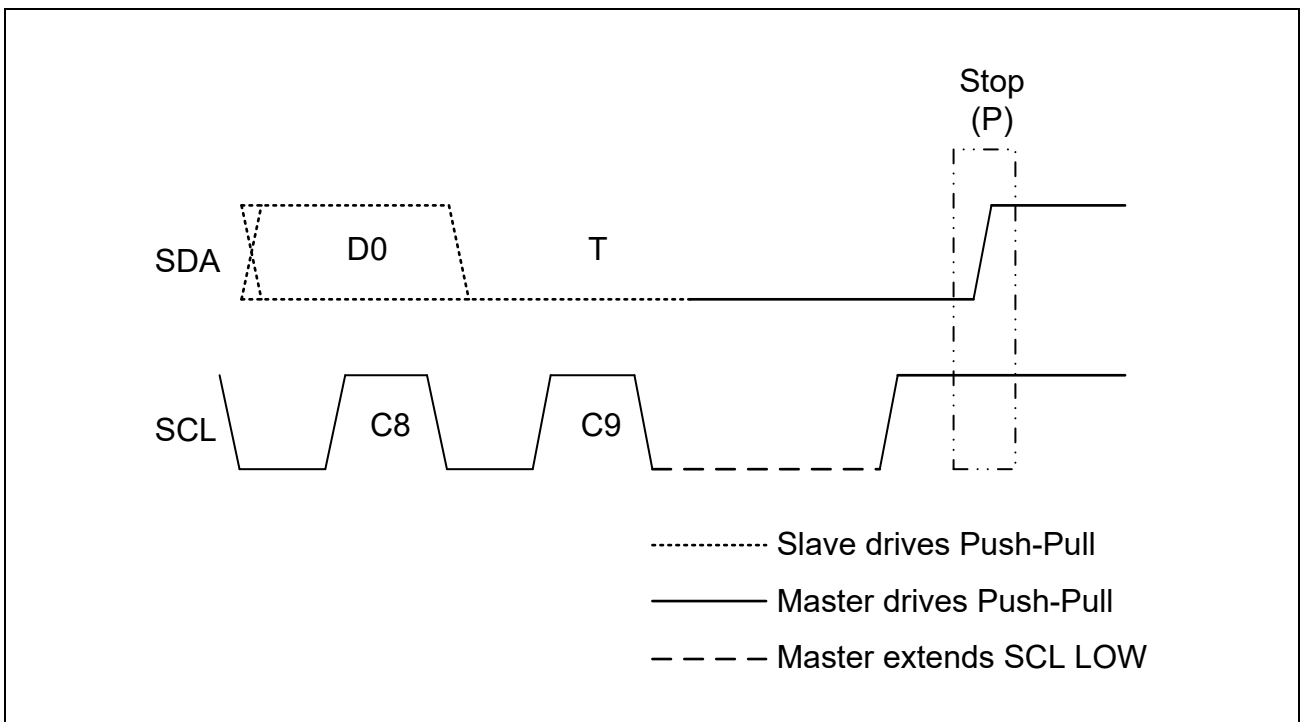 Stop
(P)
SDA
D0
T
SCL
C8
C9
Slave drives Push-Pull
Master drives Push-Pull
Master extends SCL LOW